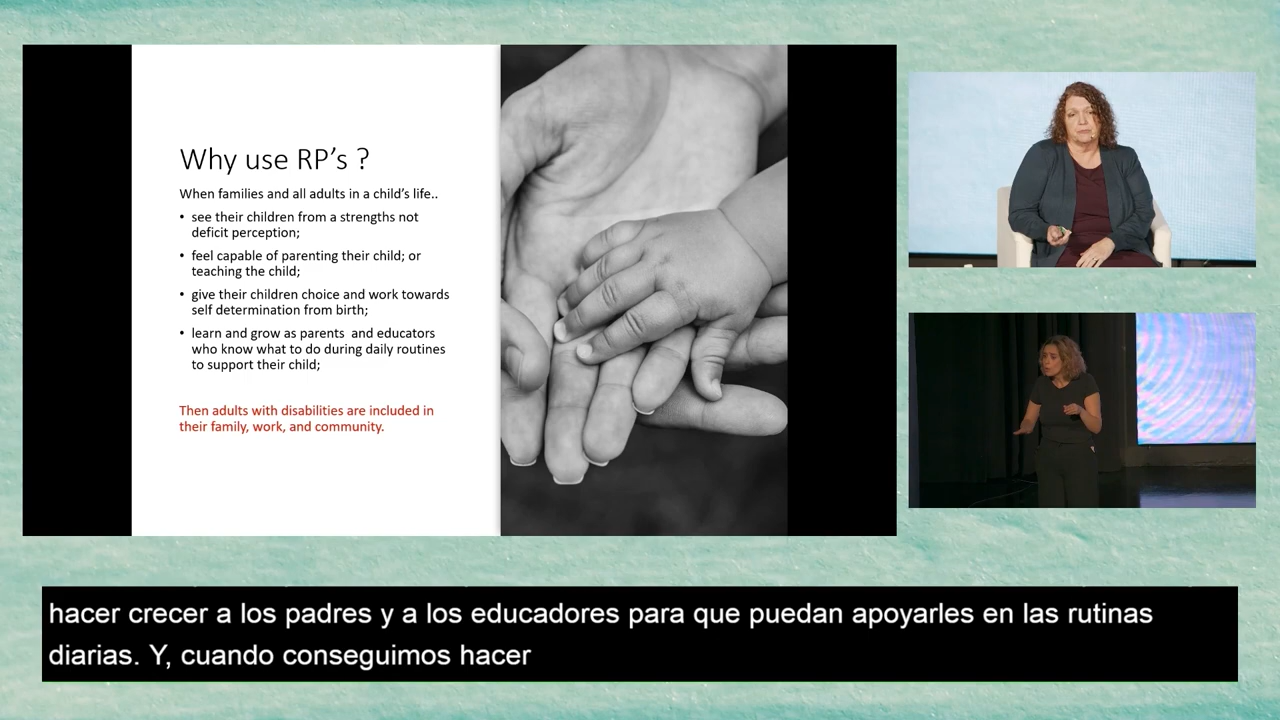 Why use RP’s ?
When families and all adults in a child’s life..
• see their children from a strengths not
deficit perception;
• feel capable of parenting their child; or
teaching the child;
• give their children choice and work towards
self determination from birth;
• learn and grow as parents  and educators
who know what to do during daily routines
to support their child;
Then adults with disabilities are included in
their family, work, and community.
hacer crecer a los padres y a los educadores para que puedan apoyarles en las rutinas
diarias. Y, cuando conseguimos hacer